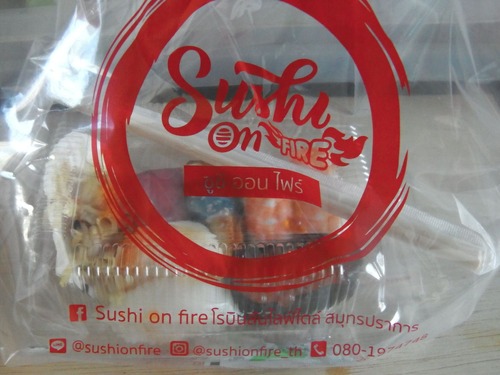 Sushi
on FIRE
ออน ไฟร์
Sushi on fire โรบินสันไลฟ์สไตล์ สมุทรปราการ
@sushionfire @sushionfire_th